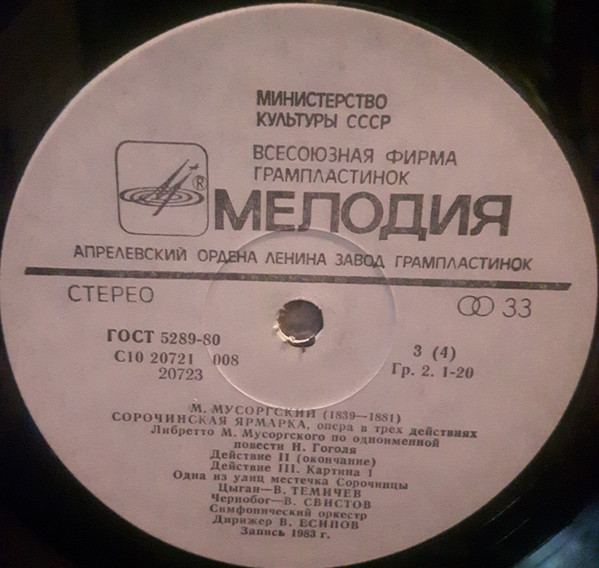 МИНИСТЕРСТВО
КУЛЬТУРЫ СССР
ВСЕСОЮЗНАЯ ФИРМА
ГРАМПЛАСТИНОК
®
МЕЛОДИЯ
АПРЕЛЕВСКИЙ ОРДЕНА ЛЕНИНА ЗАВОД ГРАМПЛАСТИНОК
СТЕРЕО
33
ГОСТ 5289-80
С10 20721 008
20723
3 (4)
Гр. 2. 1-20
М. МУСОРГСКИЙ (1839—1881)
СОРОЧИНСКАЯ ЯРМАРКА, опера в трех действиях
Либретто М. Мусоргского по одноименной
повести Н. Гоголя
Действие II (окончание)
Действие III. Картина 1
Одна из улиц местечка Сорочинцы
Цыган—В. ТЕМИЧЕВ
Чернобог—В. СВИСТОВ
Симфонический оркестр
Дирижер В. ЕСИПОВ
Запись 1983 г.